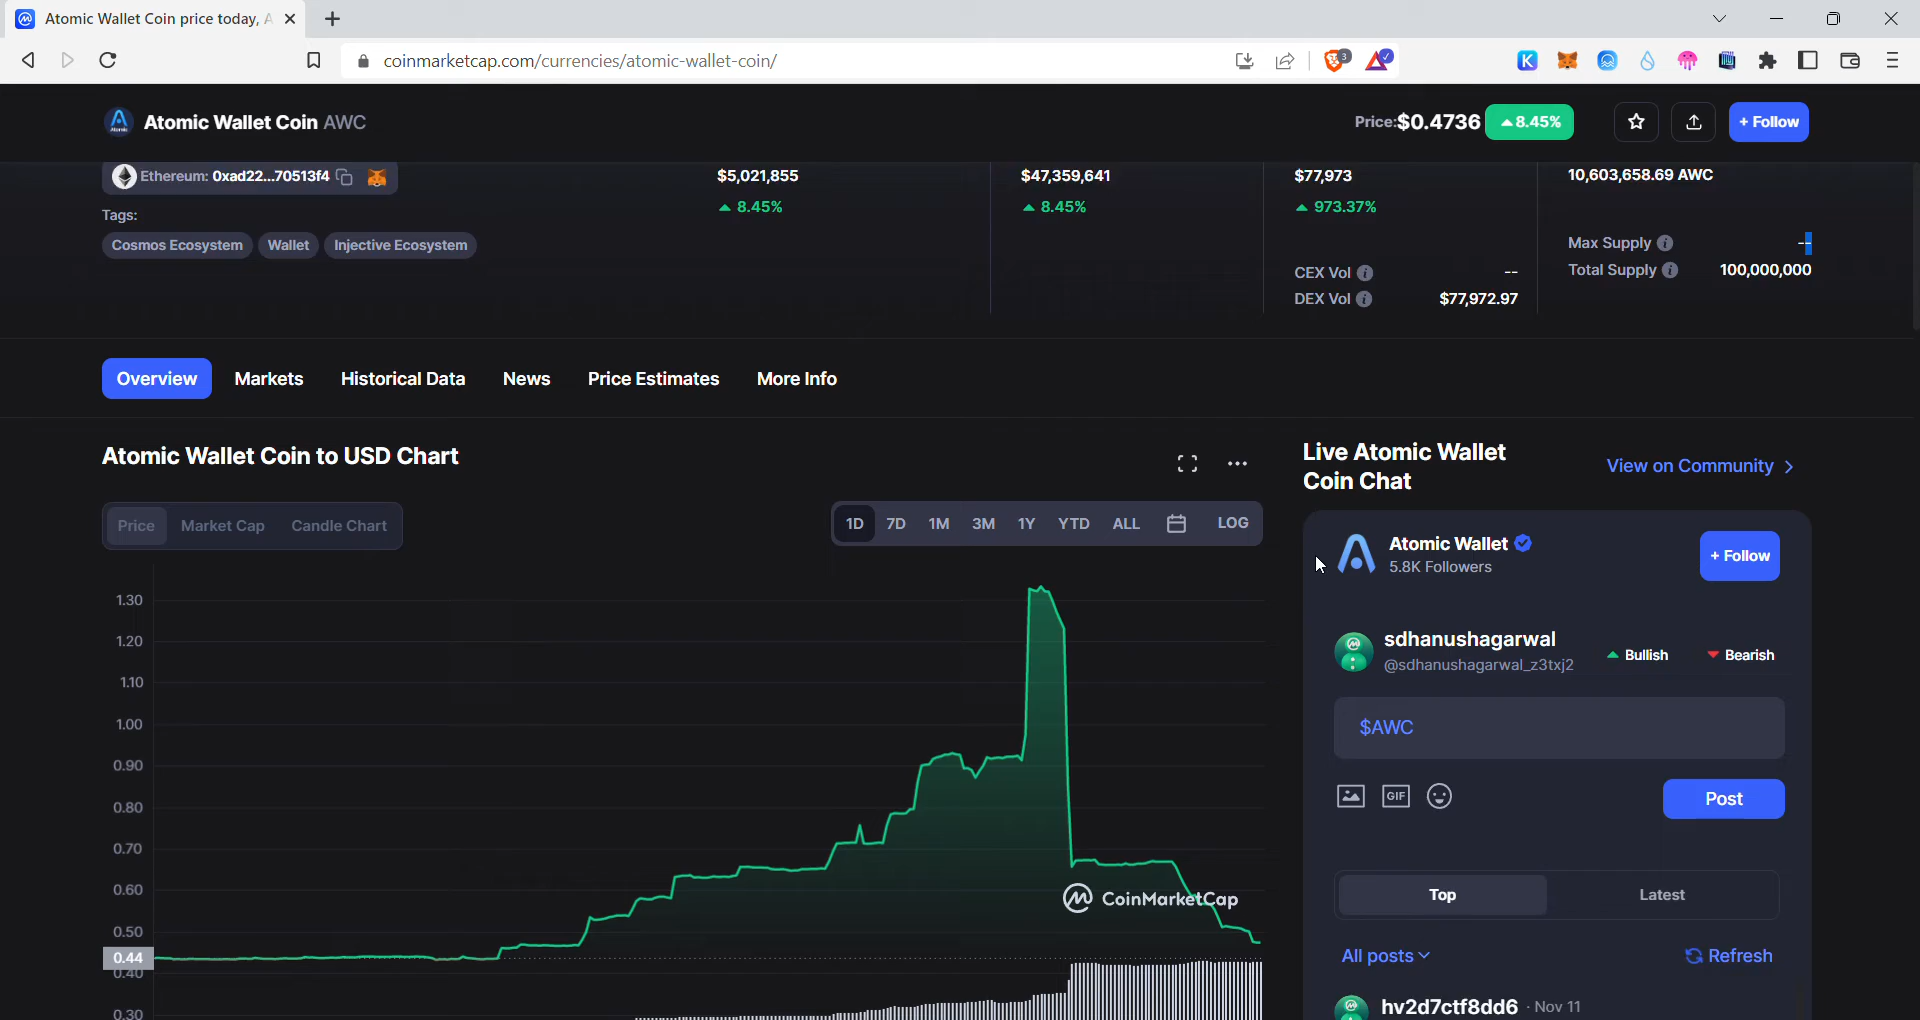 Atomic Wallet Coin price today, A
coinmarketcap.com/currencies/atomic-wallet-coin/
3
Atomic Wallet Coin AWC
Price:$0.4736
8.45%
+ Follow
Ethereum: 0xad22...70513f4
$5,021,855
$47,359,641
$77,973
10,603,658.69 AWC
8.45%
8.45%
973.37%
Tags:
Cosmos Ecosystem
Wallet
Injective Ecosystem
Max Supply
--
CEX Vol
--
Total Supply
100,000,000
DEX Vol
$77,972.97
Overview
Markets
Historical Data
News
Price Estimates
More Info
Atomic Wallet Coin to USD Chart
Price
Market Cap
Candle Chart
1D
7D
1M
3M
1Y
YTD
ALL
LOG
1.30
1.20
1.10
1.00
0.90
0.80
0.70
0.60
0.50
0.44
0.40
0.30
CoinMarketCap
Live Atomic Wallet
Coin Chat
View on Community
Atomic Wallet
5.8K Followers
+ Follow
sdhanushagarwal
@sdhanushagarwal_z3txj2
Bullish
Bearish
$AWC
GIF
Post
Top
Latest
All posts
Refresh
hv2d7ctf8dd6 · Nov 11